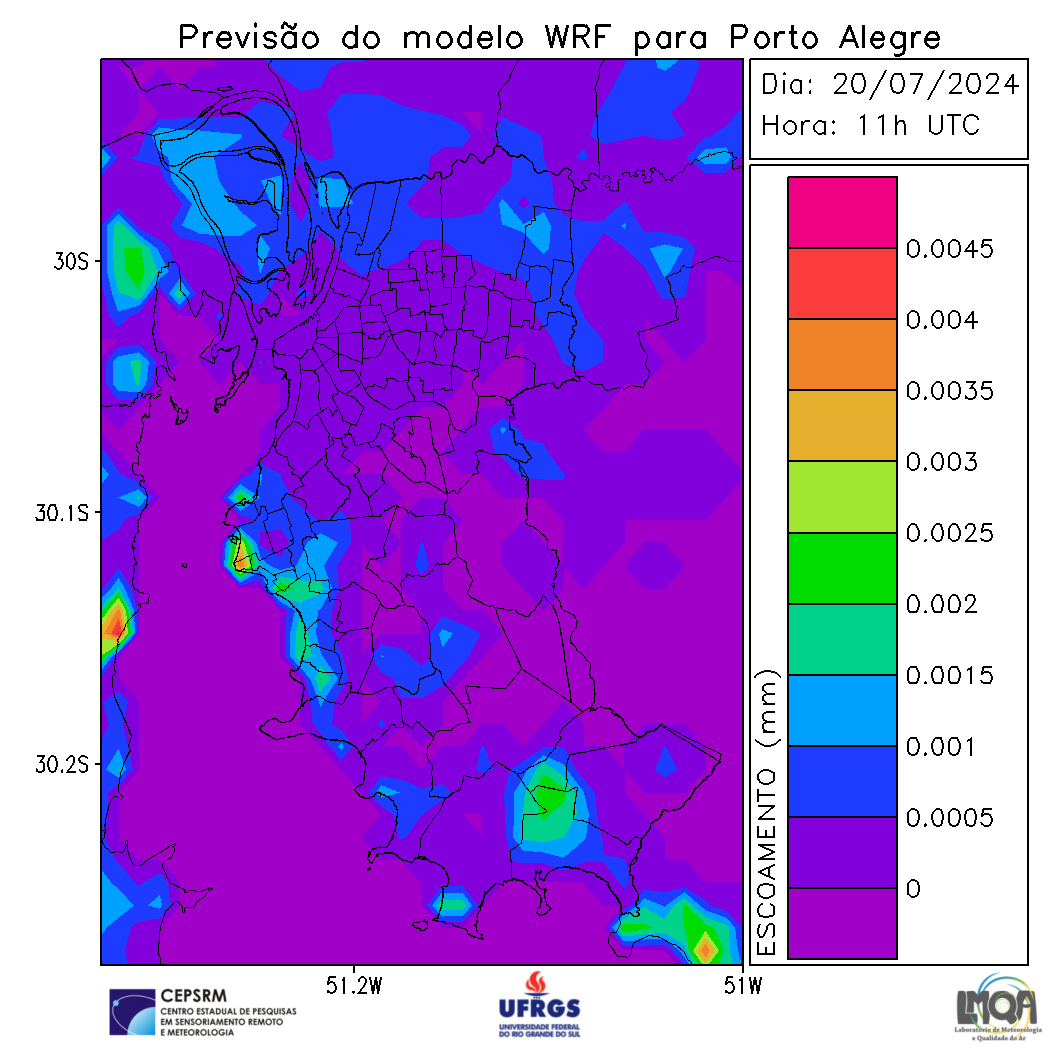 Previsão do modelo WRF para Porto Alegre
Dia: 20/07/2024
Hora: 11h UTC
30S
30.1S
30.2S
51.2W
51W
ESCOAMENTO (mm)
0.0045
0.004
0.0035
0.003
0.0025
0.002
0.0015
0.001
0.0005
0
CEPSRM
CENTRO ESTADUAL DE PESQUISAS
EM SENSORIAMENTO REMOTO
E METEOROLOGIA
UFRGS
UNIVERSIDADE FEDERAL
DO RIO GRANDE DO SUL
LMQA
Laboratório de Meteorologia
e Qualidade do Ar